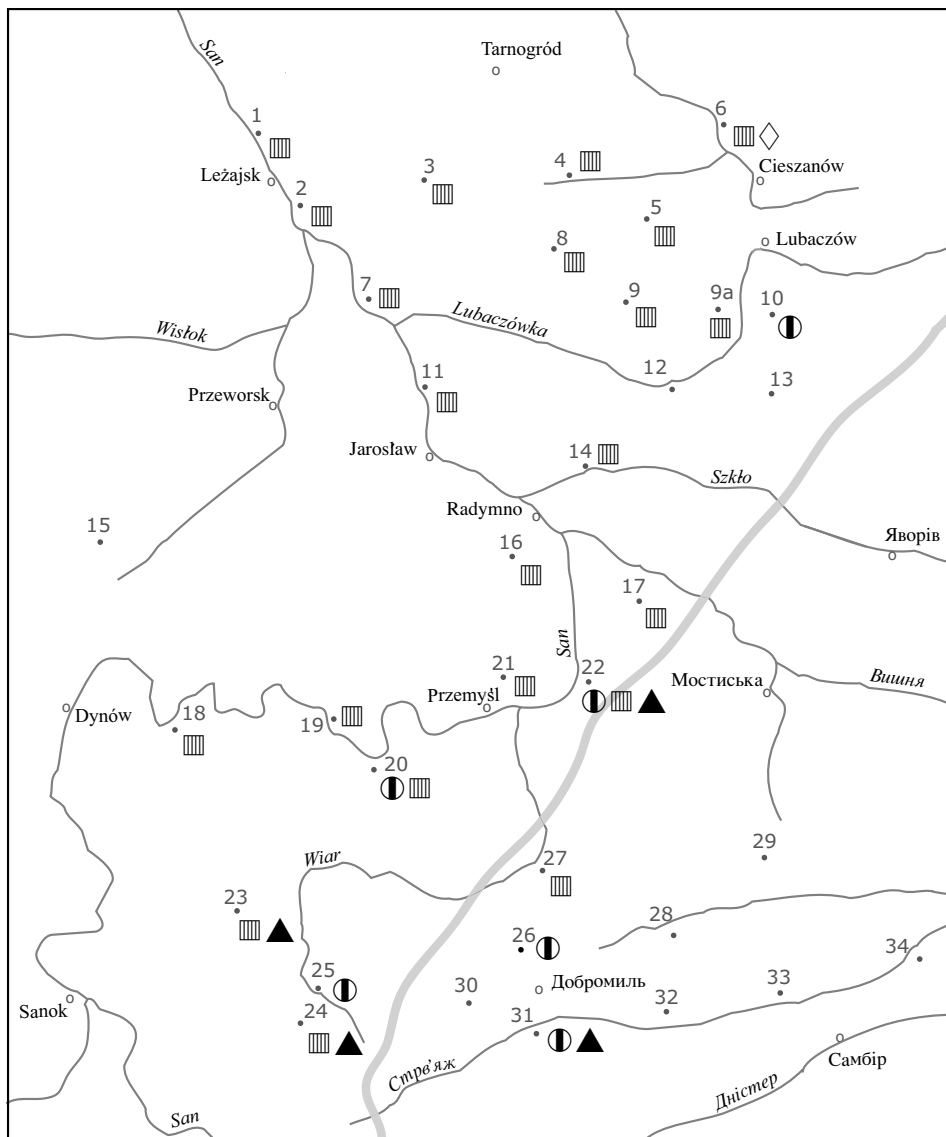 San
Tarnogród
1
6
3
4
Leżajsk
Cieszanów
2
5
8
Lubaczów
7
9
9a
10
Lubaczówka
Wisłok
11
12
13
Przeworsk
Jarosław
14
Szkło
Radymno
15
16
Яворів
17
San
21
22
Przemyśl
Мостиська
Вишня
Dynów
18
19
20
Wiar
27
29
23
28
26
34
25
Добромиль
33
Sanok
30
32
24
31
Самбір
Стрв’яж
Дністер
San